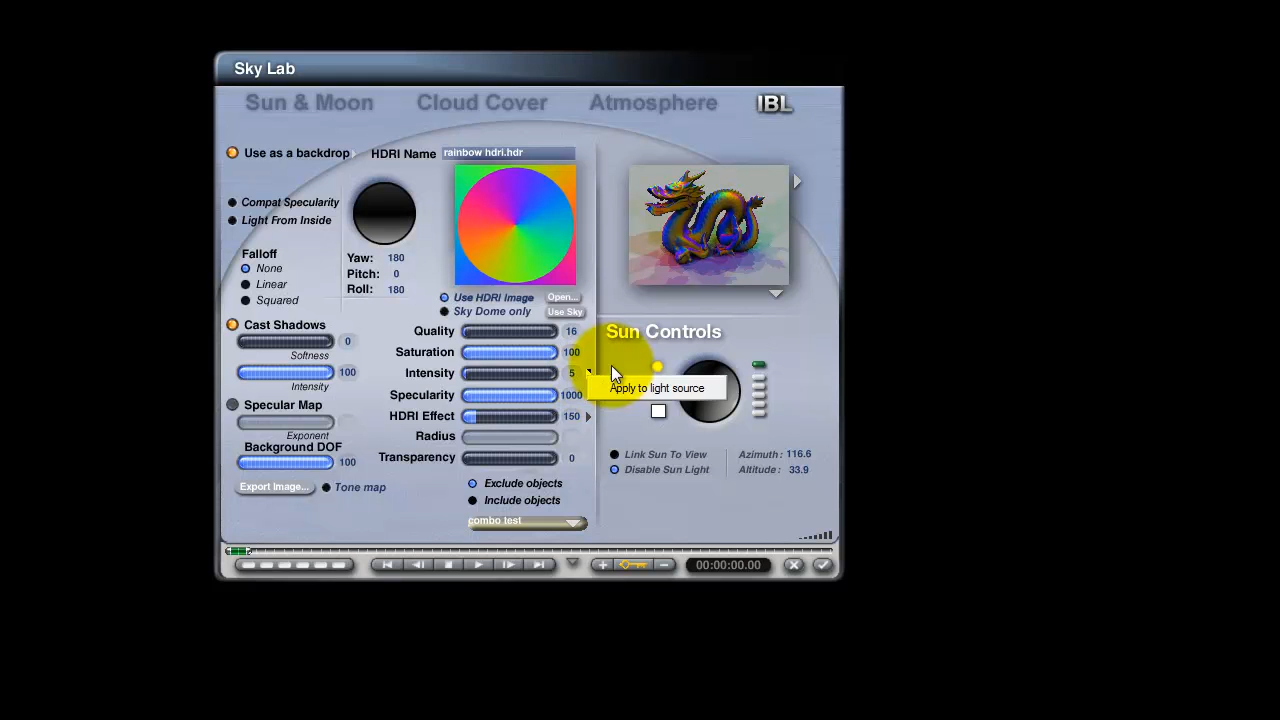 Sky Lab
Sun & Moon Cloud Cover Atmosphere IBL
Use as a backdrop
HDRI Name rainbow hdri.hdr
Compat Specularity
Light From Inside
Falloff
None
Linear
Squared
Yaw: 180
Pitch: 0
Roll: 180
Use HDRI Image Open...
Sky Dome only Use Sky
Cast Shadows
0
Softness
100
Intensity
Specular Map
Exponent
Background DOF
100
Export Image... Tone map
Quality 16
Saturation 100
Intensity 5
Specularity 1000
HDRI Effect 150
Radius
Transparency 0
Exclude objects
Include objects
combo test
Sun Controls
Apply to light source
Link Sun To View
Disable Sun Light
Azimuth: 116.6
Altitude: 33.9
00:00:00.00